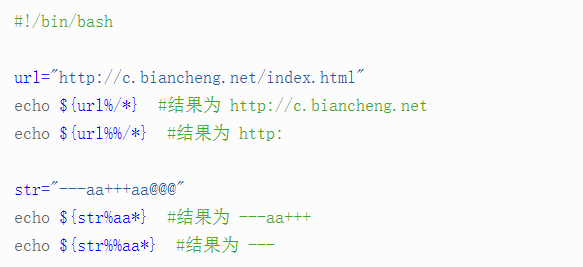 #!/bin/bash
url="http://c.biancheng.net/index.html"
echo ${url%/*}  #结果为 http://c.biancheng.net
echo ${url%%/*}  #结果为 http:
str="---aa+++aa@@@"
echo ${str%aa*}  #结果为 ---aa+++
echo ${str%%aa*}  #结果为 ---